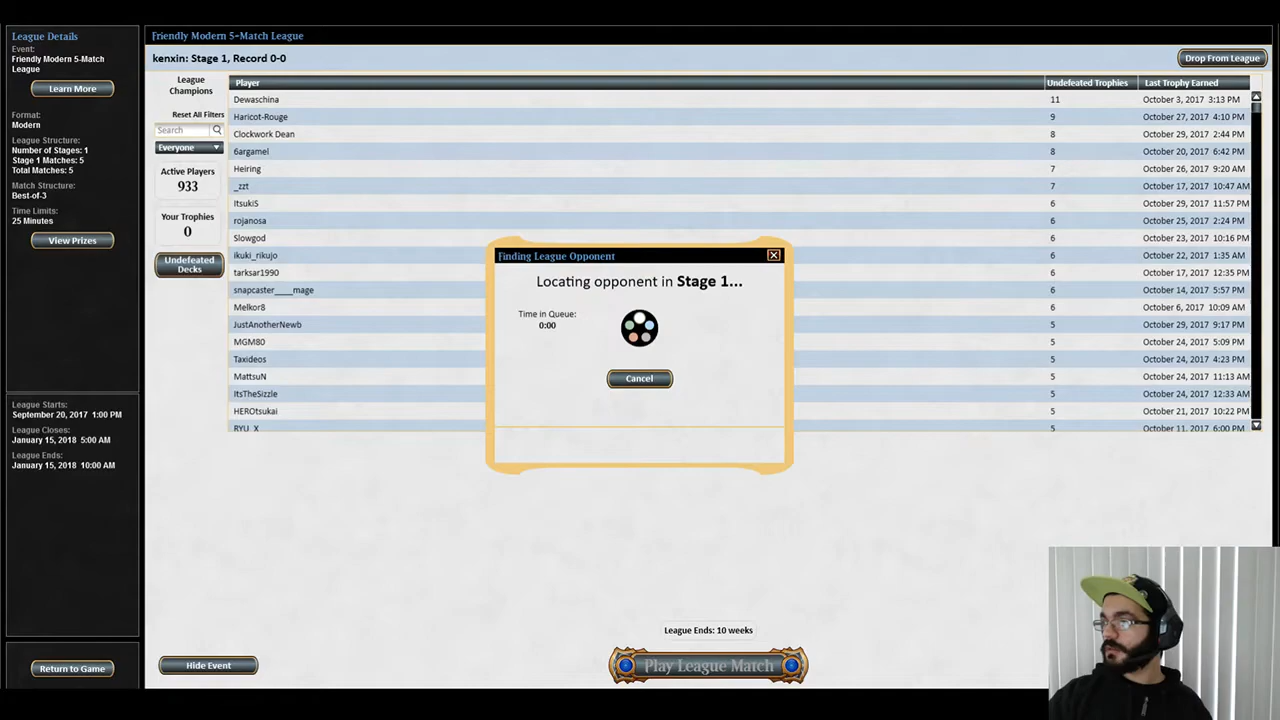 League Details
Event:
Friendly Modern 5-Match
League
Learn More
Format:
Modern
League Structure:
Number of Stages: 1
Stage 1 Matches: 5
Total Matches: 5
Match Structure:
Best-of-3
Time Limits:
25 Minutes
View Prizes
League Starts:
September 20, 2017 1:00 PM
League Closes:
January 15, 2018 5:00 AM
League Ends:
January 15, 2018 10:00 AM
Return to Game
Friendly Modern 5-Match League
kenxin: Stage 1, Record 0-0
Drop From League
League
Champions
Reset All Filters
Search
Everyone
Active Players
933
Your Trophies
0
Undefeated
Decks
Player Undefeated Trophies Last Trophy Earned
Dewaschina 11 October 3, 2017 3:13 PM
Haricot-Rouge 9 October 27, 2017 4:10 PM
Clockwork Dean 8 October 29, 2017 2:44 PM
6argamel 8 October 20, 2017 6:42 PM
Heiring 7 October 26, 2017 9:20 AM
_zzt 7 October 17, 2017 10:47 AM
ItsukiS 6 October 29, 2017 11:57 PM
rojanosa 6 October 25, 2017 2:24 PM
Slowgod 6 October 23, 2017 10:16 PM
ikuki_rikujo 6 October 22, 2017 1:35 AM
tarksar1990 6 October 17, 2017 12:35 PM
snapcaster____mage 6 October 14, 2017 5:57 PM
Melkor8 6 October 6, 2017 10:09 AM
JustAnotherNewb 5 October 29, 2017 9:17 PM
MGM80 5 October 24, 2017 5:09 PM
Taxideos 5 October 24, 2017 4:23 PM
MattsuN 5 October 24, 2017 11:13 AM
ItsTheSizzle 5 October 24, 2017 12:33 AM
HEROtsukai 5 October 21, 2017 10:22 PM
RYU_X 5 October 11, 2017 6:00 PM
Finding League Opponent
Locating opponent in Stage 1...
Time in Queue:
0:00
Cancel
League Ends: 10 weeks
Hide Event
Play League Match